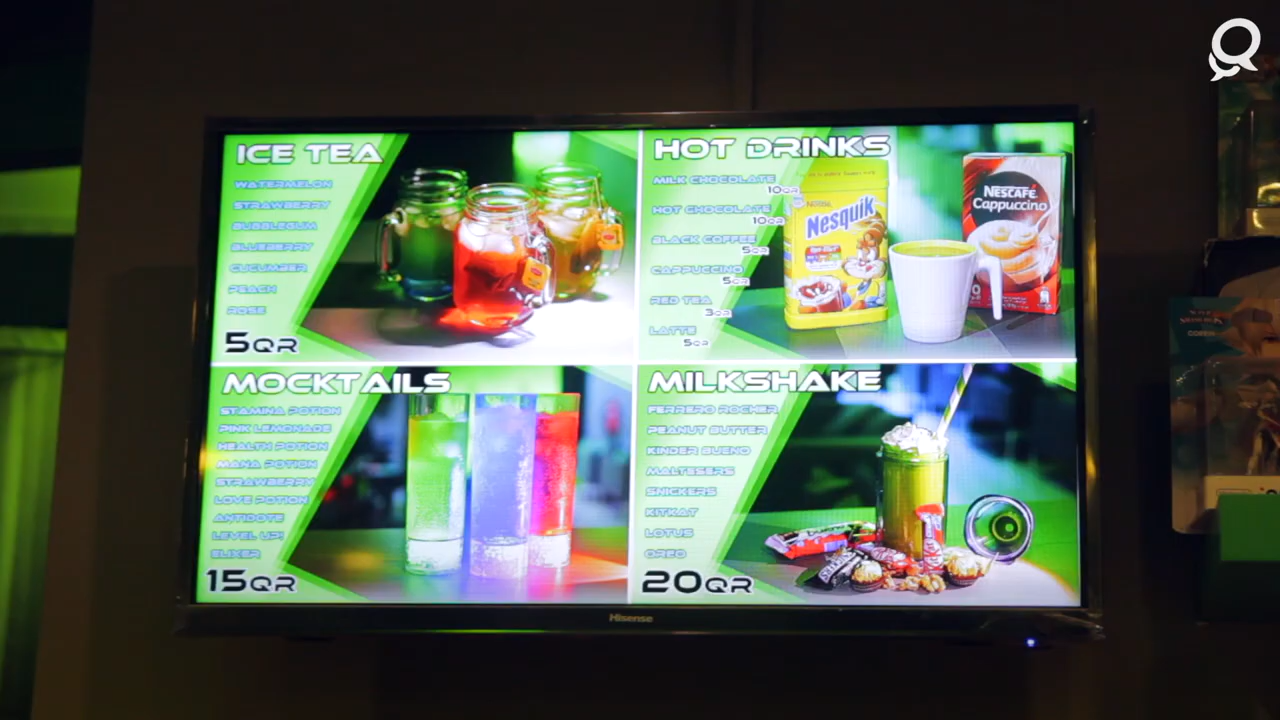 ICE TEA
WATERMELON
STRAWBERRY
BUBBLEGUM
BLUEBERRY
CUCUMBER
PEACH
ROSE
5QR
HOT DRINKS
MILK CHOCOLATE
10QR
HOT CHOCOLATE
10QR
BLACK COFFEE
5QR
CAPPUCCINO
5QR
RED TEA
3QR
LATTE
5QR
Nestle
Nesquik
NESCAFÉ
Cappuccino
MOCKTAILS
STAMINA POTION
PINK LEMONADE
HEALTH POTION
MANA POTION
STRAWBERRY
LOVE POTION
ANTIDOTE
LEVEL UP!
ELIXER
15QR
MILKSHAKE
FERRERO ROCHER
PEANUT BUTTER
KINDER BUENO
MALTESERS
SNICKERS
KITKAT
LOTUS
OREO
20QR
Hisense